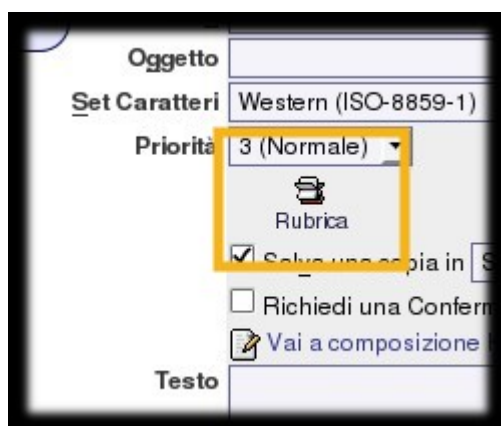 Oggetto
Set Caratteri Western (ISO-8859-1)
Priorità 3 (Normale)
Rubrica
Salva una copia in
Richiedi una
Vai a composizione
Testo